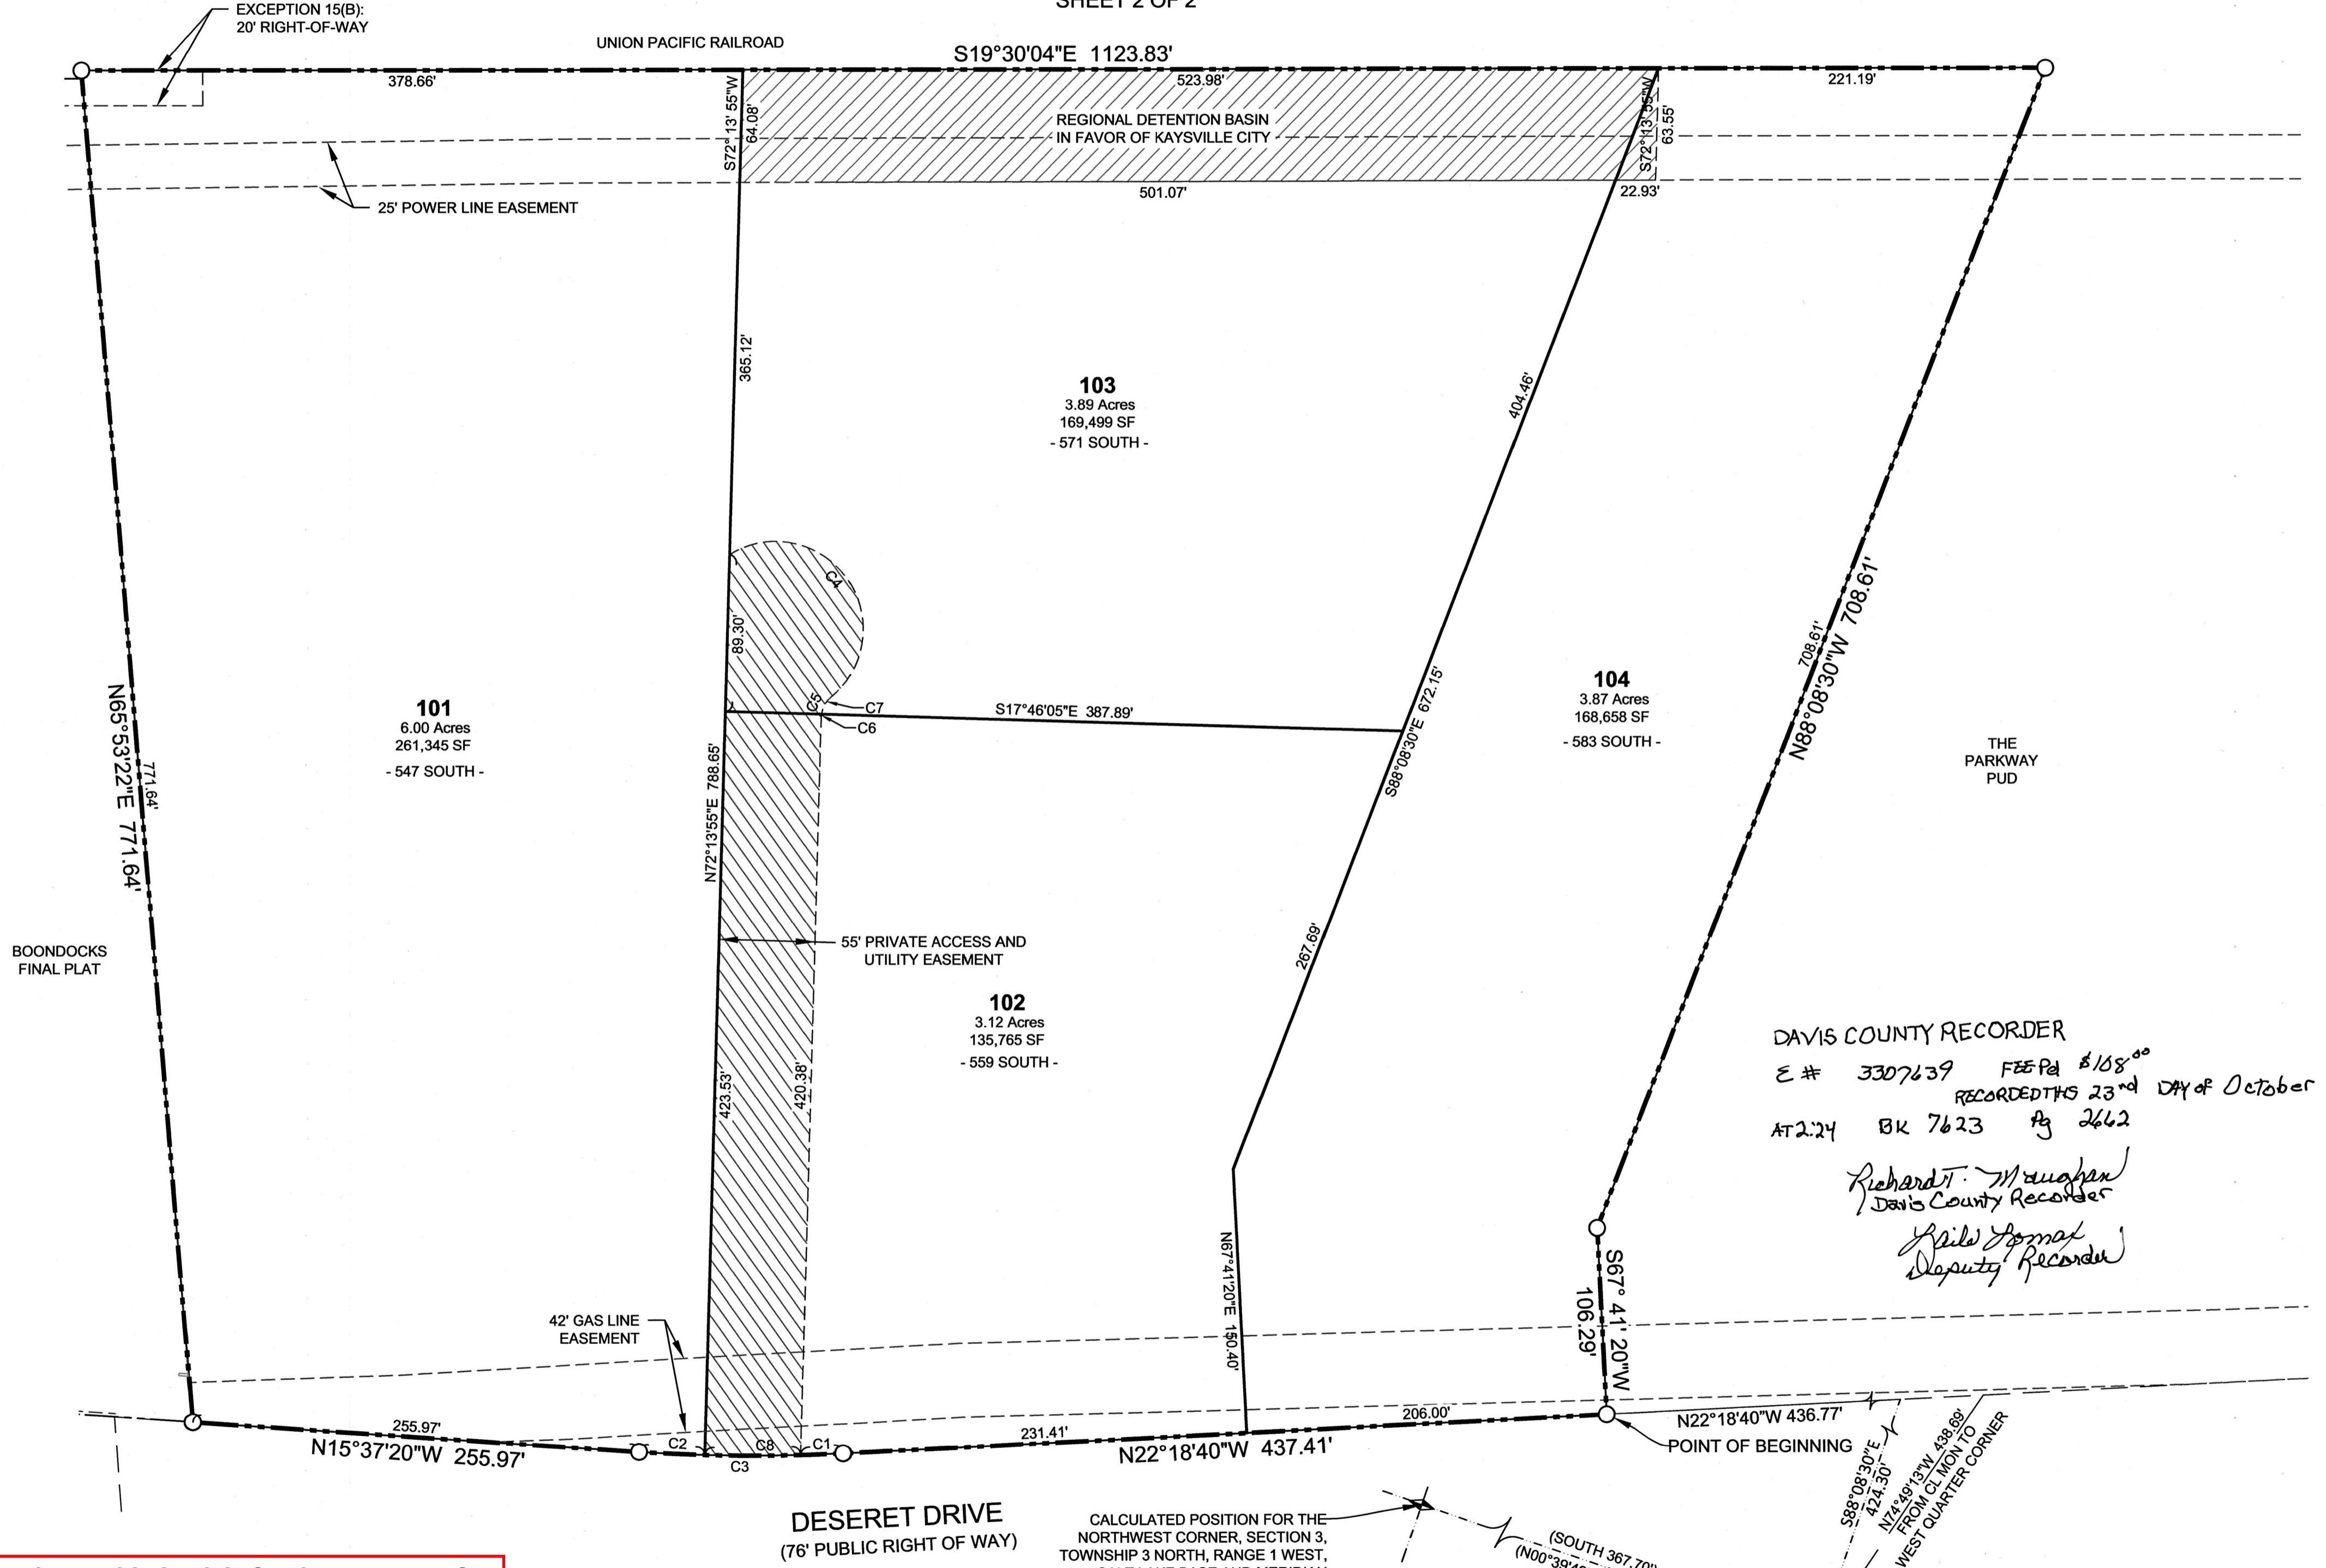 SHEET 2 OF 2
EXCEPTION 15(B):
20' RIGHT-OF-WAY
UNION PACIFIC RAILROAD
S19°30'04"E 1123.83'
378.66'
523.98'
221.19'
S72°13'55"W
64.08'
REGIONAL DETENTION BASIN
IN FAVOR OF KAYSVILLE CITY
S72°13'55"W
63.55'
25' POWER LINE EASEMENT
501.07'
22.93'
365.12'
103
3.89 Acres
169,499 SF
- 571 SOUTH -
404.46'
C4
89.30'
C5
C7
C6
S17°46'05"E 387.89'
N88°08'30"W 708.61'
708.61'
S88°08'30"E 672.15'
101
6.00 Acres
261,345 SF
- 547 SOUTH -
104
3.87 Acres
168,658 SF
- 583 SOUTH -
N65°53'22"E 771.64'
771.64'
N72°13'55"E 788.65'
THE
PARKWAY
PUD
BOONDOCKS
FINAL PLAT
55' PRIVATE ACCESS AND
UTILITY EASEMENT
267.69'
102
3.12 Acres
135,765 SF
- 559 SOUTH -
423.53'
420.38'
DAVIS COUNTY RECORDER
E # 3307639 FEE Pd $108.00
RECORDED THIS 23rd DAY of October
AT 2:24 BK 7623 Pg 2662
Richard T. Maughan
Davis County Recorder
Laile Lomax
Deputy Recorder
N67°41'20"E 150.40'
S67° 41' 20"W
106.29'
42' GAS LINE
EASEMENT
255.97'
N15°37'20"W 255.97'
C2
C8
C1
C3
231.41'
N22°18'40"W 437.41'
206.00'
N22°18'40"W 436.77'
POINT OF BEGINNING
S88°08'30"E
424.30'
N74°49'13"W 438.89'
FROM CL MON TO
WEST QUARTER CORNER
DESERET DRIVE
(76' PUBLIC RIGHT OF WAY)
CALCULATED POSITION FOR THE
NORTHWEST CORNER, SECTION 3,
TOWNSHIP 3 NORTH, RANGE 1 WEST,
(SOUTH 367.70')